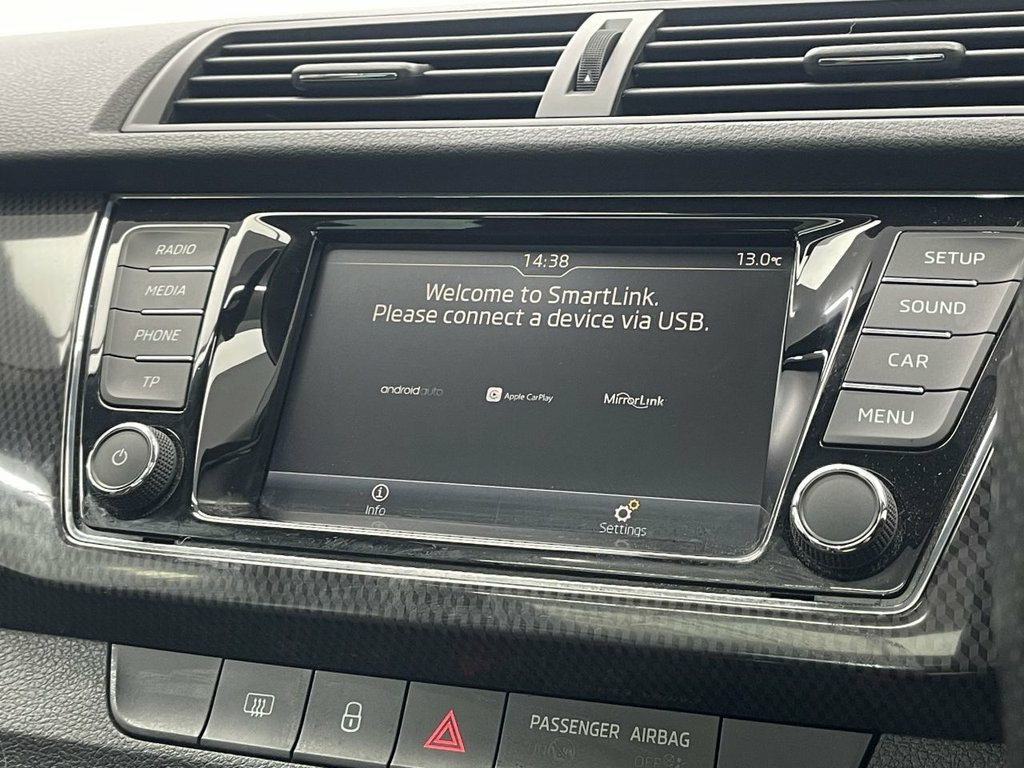 RADIO
MEDIA
PHONE
TP
14:38
13.0°C
Welcome to SmartLink.
Please connect a device via USB.
androidauto
Apple CarPlay
MirrorLink
Info
Settings
SETUP
SOUND
CAR
MENU
PASSENGER AIRBAG
OFF